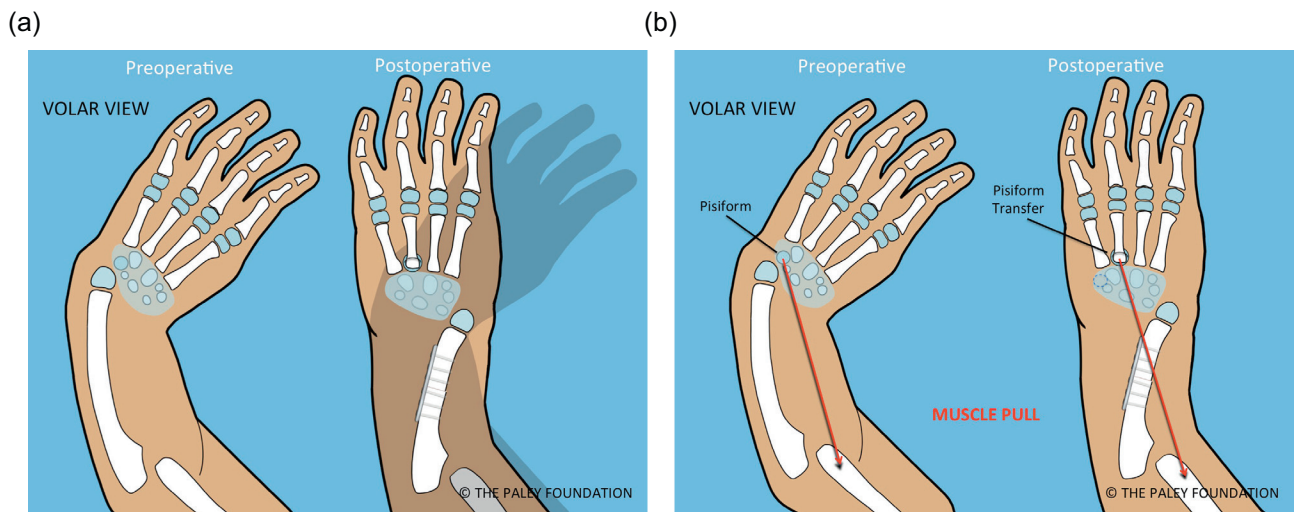 (a)
Preoperative
Postoperative
VOLAR VIEW
© THE PALEY FOUNDATION
(b)
Preoperative
Postoperative
VOLAR VIEW
Pisiform
Pisiform
Transfer
MUSCLE PULL
© THE PALEY FOUNDATION